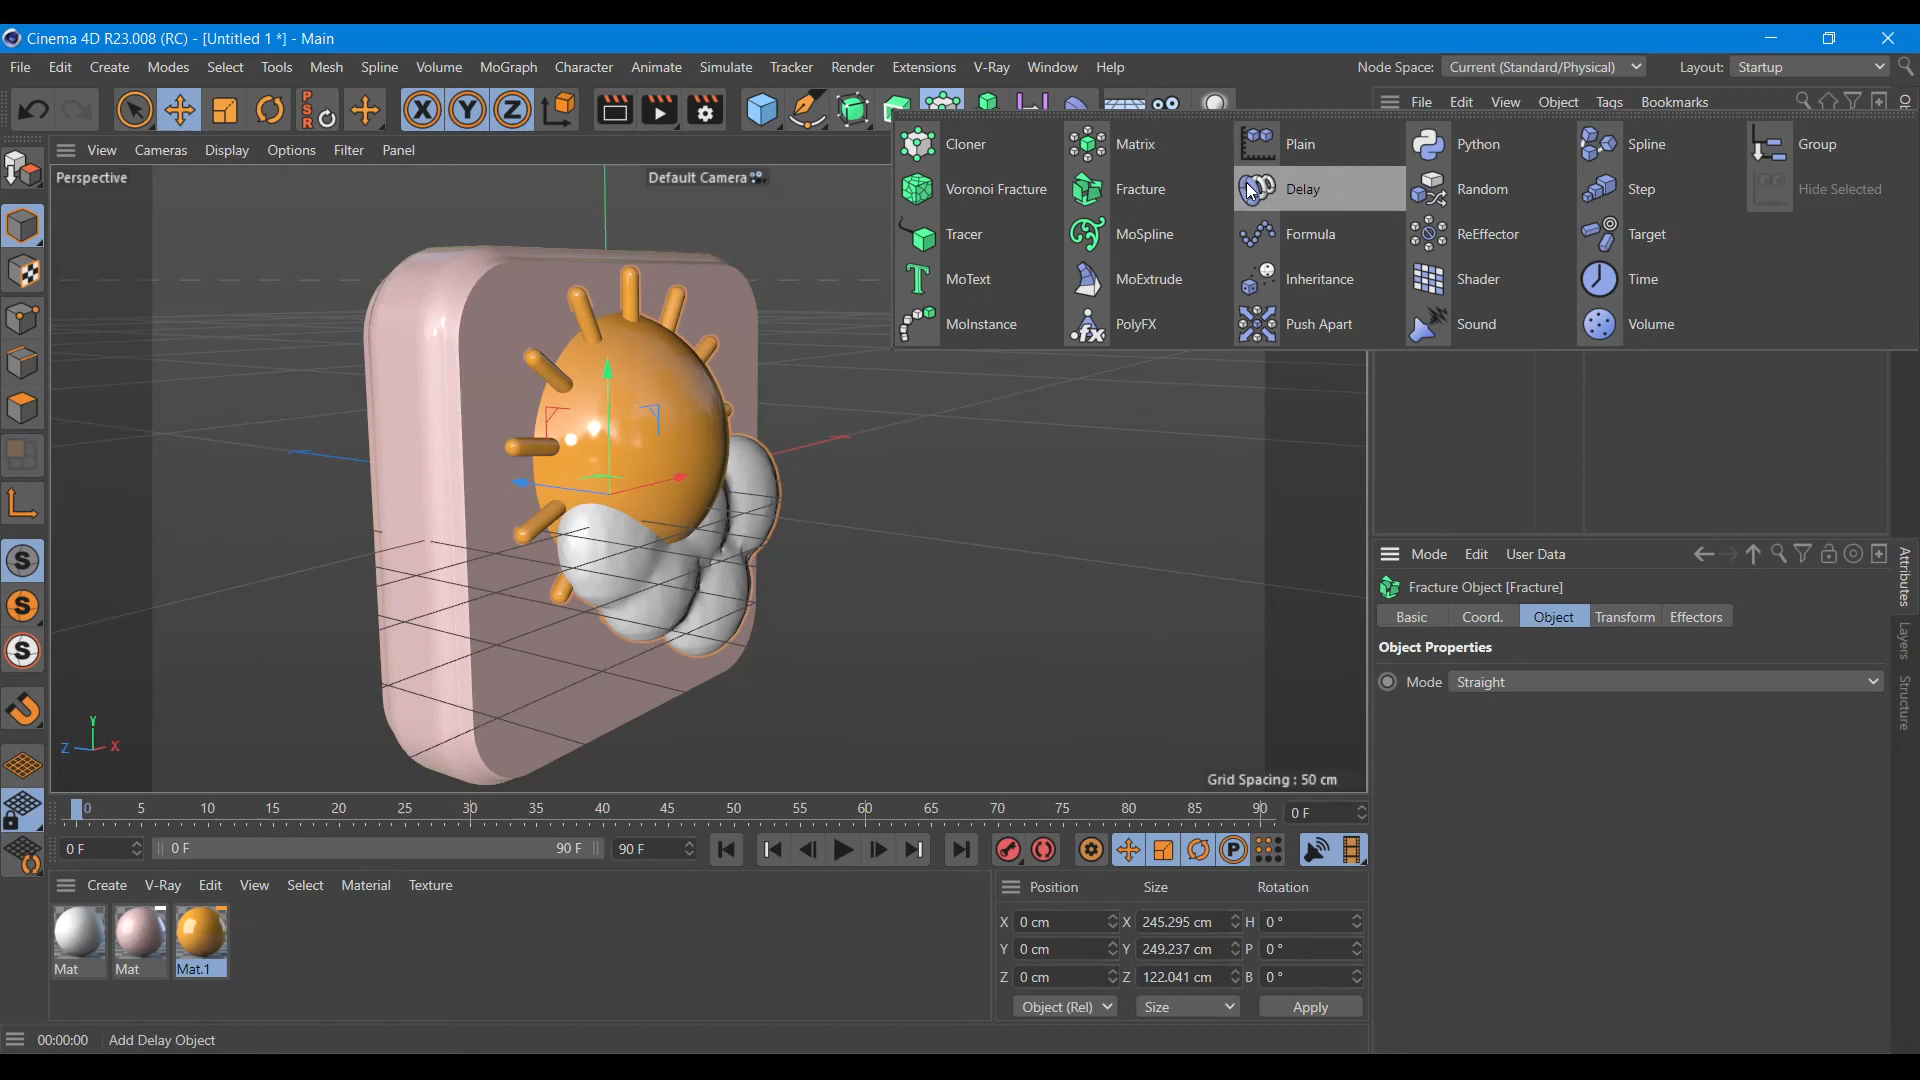 Cinema 4D R23.008 (RC) - [Untitled 1 *] - Main
File Edit Create Modes Select Tools Mesh Spline Volume MoGraph Character Animate Simulate Tracker Render Extensions V-Ray Window Help Node Space: Current (Standard/Physical) Layout: Startup
PSR X Y Z
File Edit View Object Tags Bookmarks
View Cameras Display Options Filter Panel
Perspective Default Camera
Cloner Matrix Plain Python Spline Group
Voronoi Fracture Fracture Delay Random Step Hide Selected
Tracer MoSpline Formula ReEffector Target
MoText MoExtrude Inheritance Shader Time
MoInstance PolyFX Push Apart Sound Volume
Mode Edit User Data
Attributes
Layers
Structure
Fracture Object [Fracture]
Basic Coord. Object Transform Effectors
Object Properties
Mode Straight
Y
Z X
Grid Spacing : 50 cm
0 5 10 15 20 25 30 35 40 45 50 55 60 65 70 75 80 85 90 0 F
0 F 0 F 90 F 90 F
Create V-Ray Edit View Select Material Texture
Mat Mat Mat.1
Position Size Rotation
X 0 cm X 245.295 cm H 0 °
Y 0 cm Y 249.237 cm P 0 °
Z 0 cm Z 122.041 cm B 0 °
Object (Rel) Size Apply
00:00:00 Add Delay Object